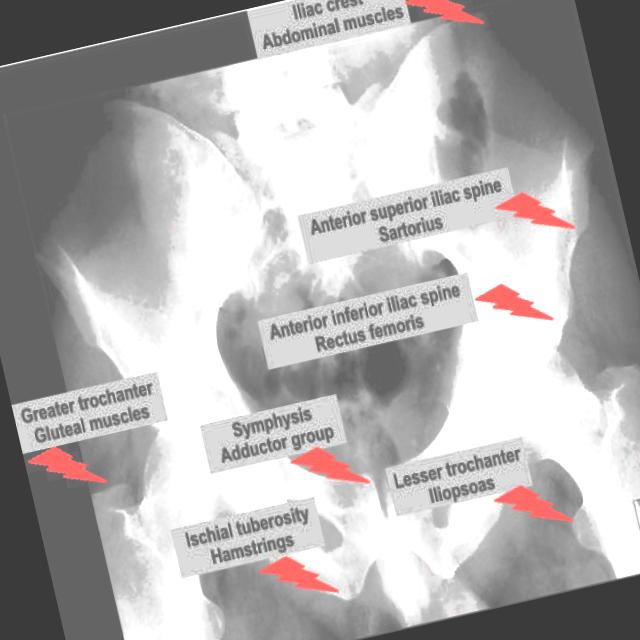 Iliac crest
Abdominal muscles
Anterior superior iliac spine
Sartorius
Anterior inferior iliac spine
Rectus femoris
Greater trochanter
Gluteal muscles
Symphysis
Adductor group
Lesser trochanter
Iliopsoas
Ischial tuberosity
Hamstrings